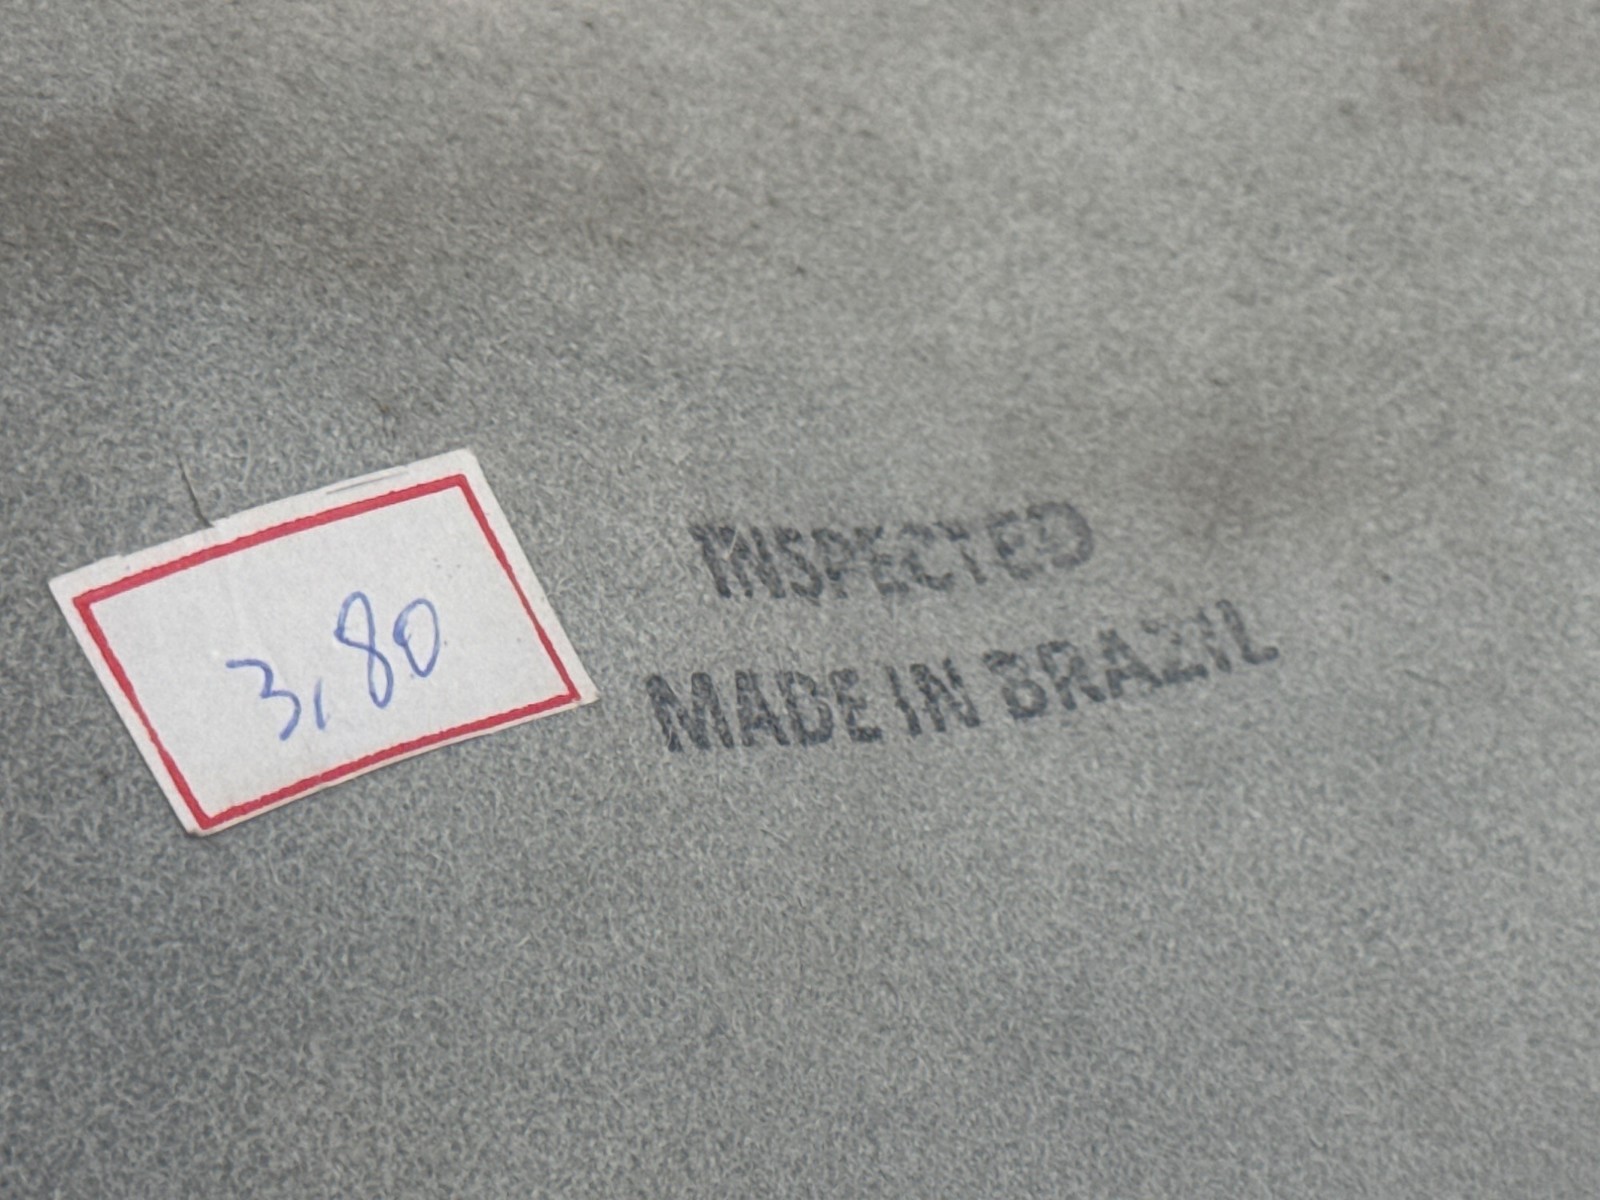 3,80
INSPECTED
MADE IN BRAZIL